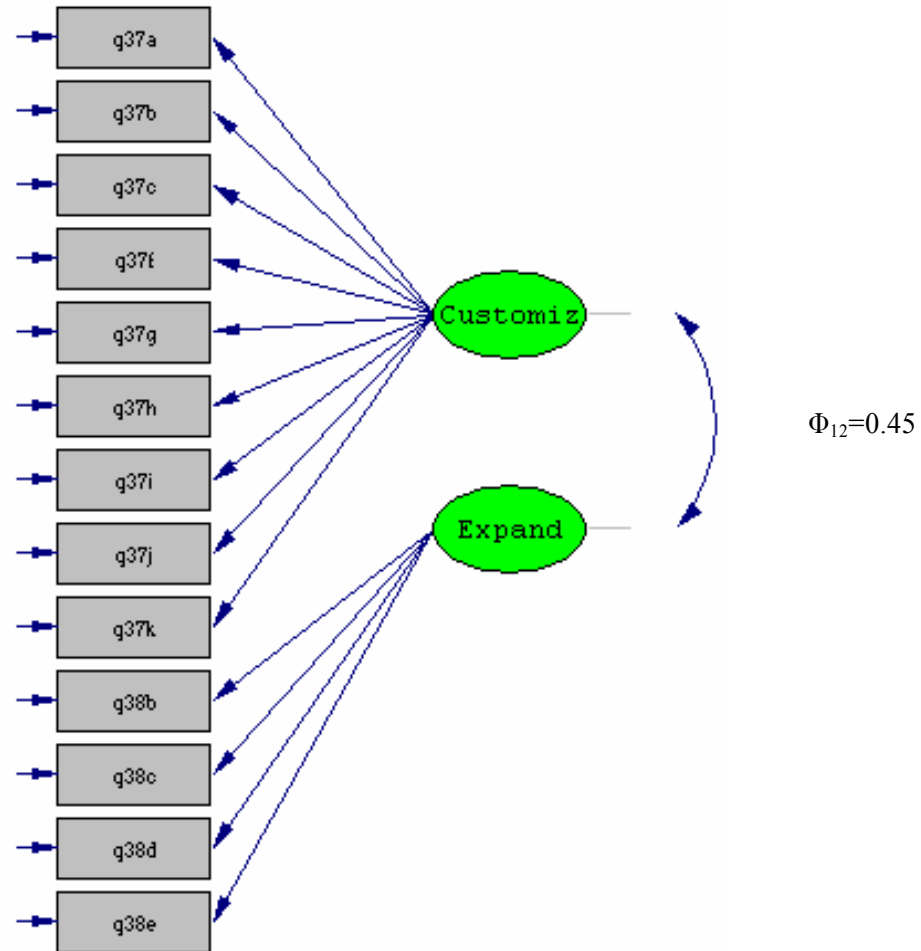 q37a
q37b
q37c
q37f
q37g
q37h
q37i
q37j
q37k
q38b
q38c
q38d
q38e
Customiz
Expand
Φ₁₂=0.45